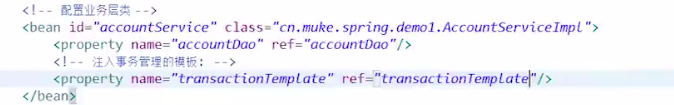 <!-- 配置业务层类 -->
<bean id="accountService" class="cn.muke.spring.demo1.AccountServiceImpl">
<property name="accountDao" ref="accountDao"/>
<!-- 注入事务管理的模板: -->
<property name="transactionTemplate" ref="transactionTemplate"/>
</bean>